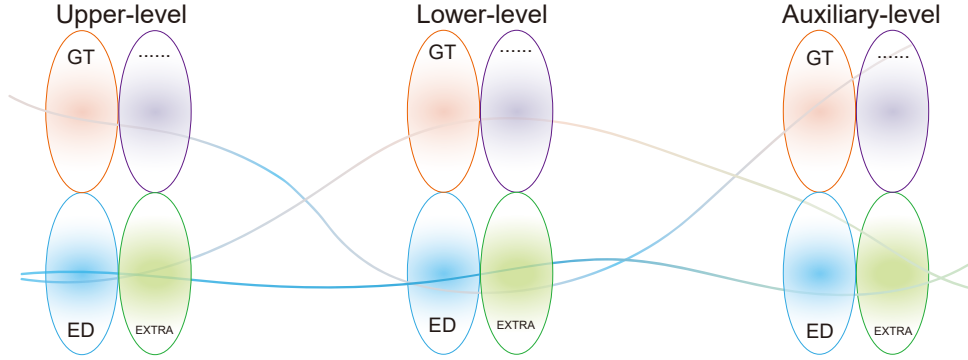 Upper-level Lower-level Auxiliary-level
GT ...... GT ...... GT ......
ED EXTRA ED EXTRA ED EXTRA